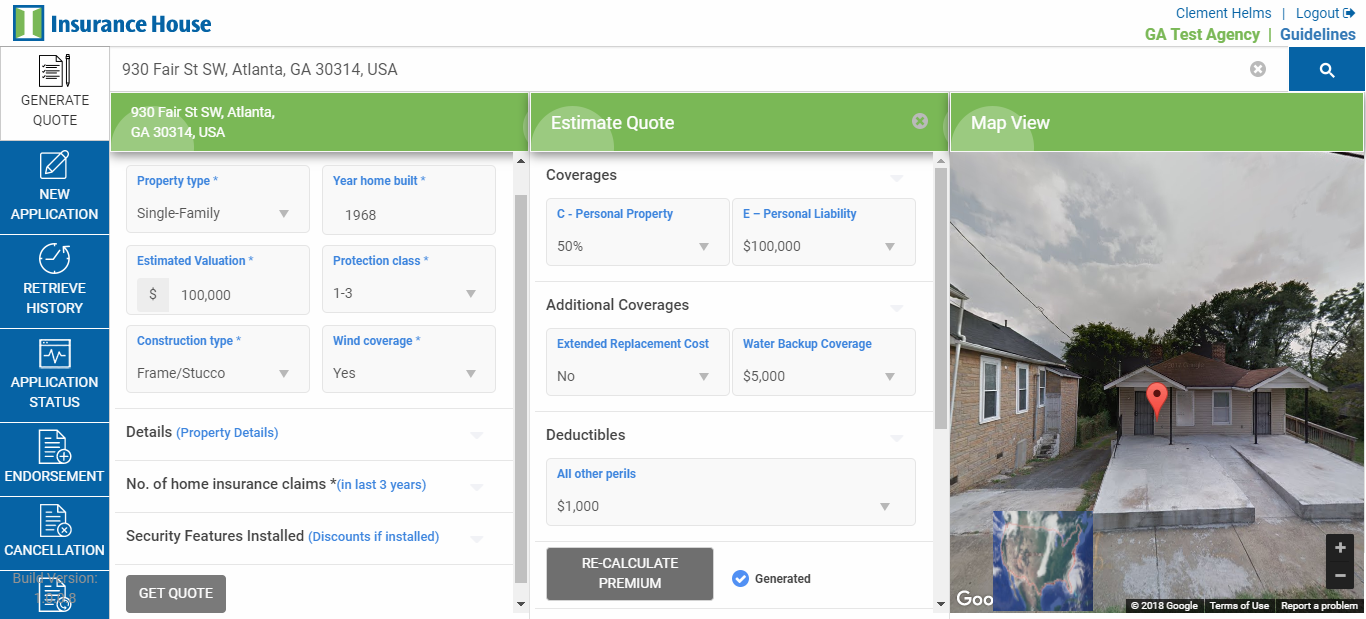 Insurance House
Clement Helms | Logout
GA Test Agency | Guidelines
GENERATE
QUOTE
NEW
APPLICATION
RETRIEVE
HISTORY
APPLICATION
STATUS
ENDORSEMENT
CANCELLATION
Build Version:
930 Fair St SW, Atlanta, GA 30314, USA
930 Fair St SW, Atlanta,
GA 30314, USA
Property type *
Single-Family
Year home built *
1968
Estimated Valuation *
$ 100,000
Protection class *
1-3
Construction type *
Frame/Stucco
Wind coverage *
Yes
Details (Property Details)
No. of home insurance claims *(in last 3 years)
Security Features Installed (Discounts if installed)
GET QUOTE
Estimate Quote
Coverages
C - Personal Property
50%
E – Personal Liability
$100,000
Additional Coverages
Extended Replacement Cost
No
Water Backup Coverage
$5,000
Deductibles
All other perils
$1,000
RE-CALCULATE
PREMIUM
Generated
Map View
Goo
© 2018 Google
Terms of Use
Report a problem